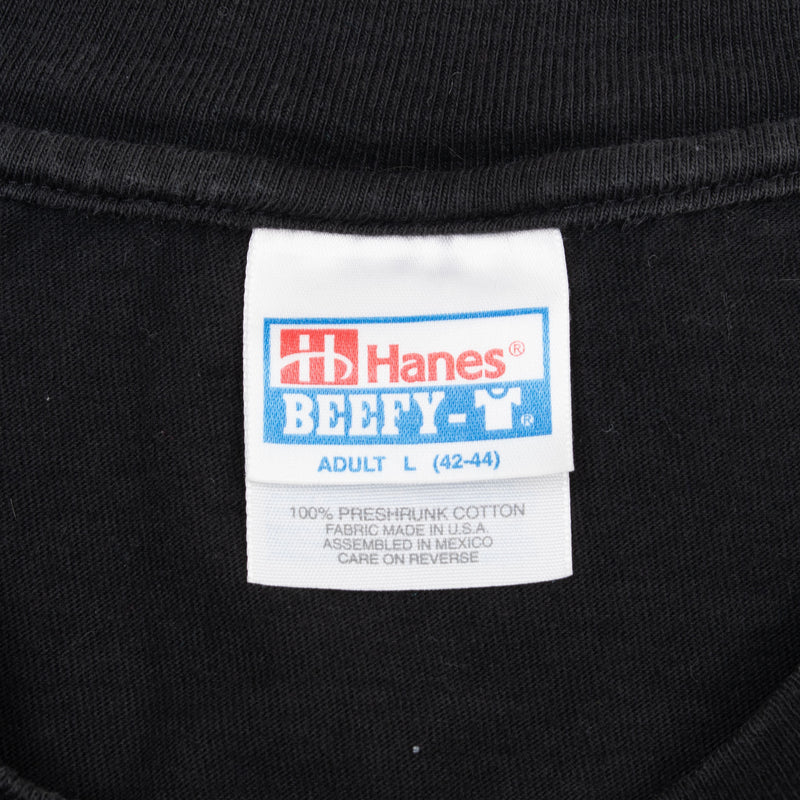 Hanes®
BEEFY-®
ADULT L (42-44)
100% PRESHRUNK COTTON
FABRIC MADE IN U.S.A.
ASSEMBLED IN MEXICO
CARE ON REVERSE